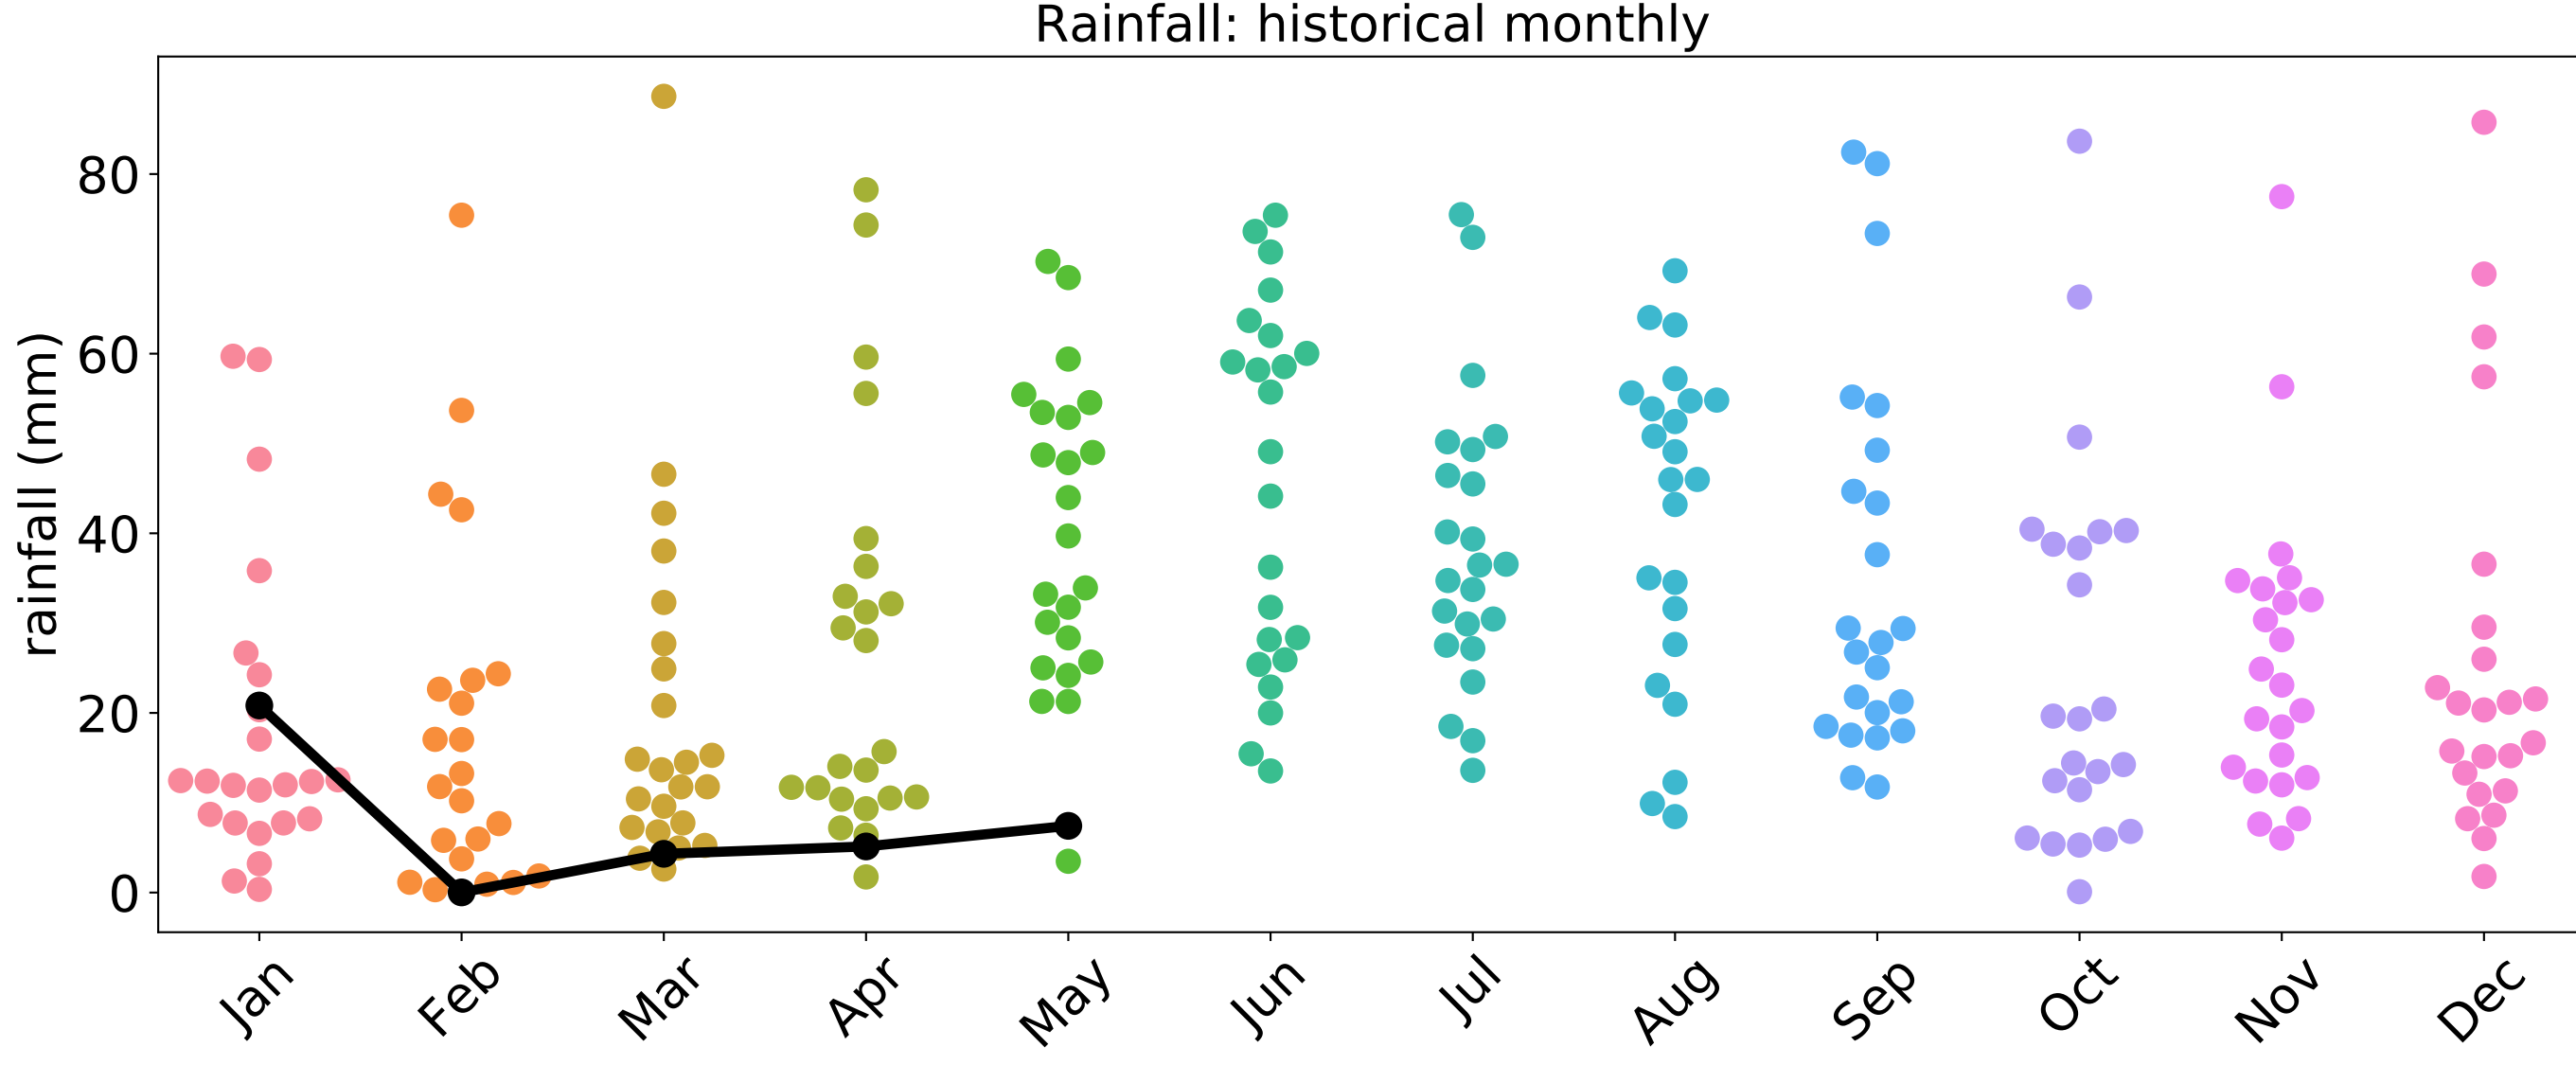 Rainfall: historical monthly
rainfall (mm)
80
60
40
20
0
Jan
Feb
Mar
Apr
May
Jun
Jul
Aug
Sep
Oct
Nov
Dec